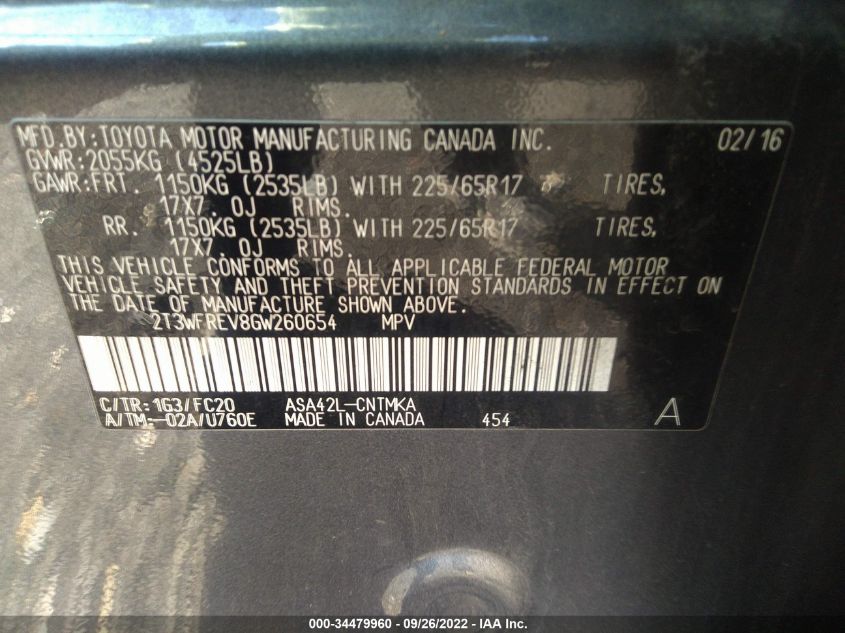 MFD.BY:TOYOTA MOTOR MANUFACTURING CANADA INC. 02/16
GVWR:2055KG (4525LB)
GAWR:FRT. 1150KG (2535LB) WITH 225/65R17 TIRES,
17X7.0J RIMS.
RR. 1150KG (2535LB) WITH 225/65R17 TIRES,
17X7.0J RIMS.
THIS VEHICLE CONFORMS TO ALL APPLICABLE FEDERAL MOTOR
VEHICLE SAFETY AND THEFT PREVENTION STANDARDS IN EFFECT ON
THE DATE OF MANUFACTURE SHOWN ABOVE.
2T3WFREV8GW260654 MPV
C/TR:1G3/FC20 ASA42L-CNTMKA
A/TM:-02A/U760E MADE IN CANADA 454 A
000-34479960 - 09/26/2022 - IAA Inc.